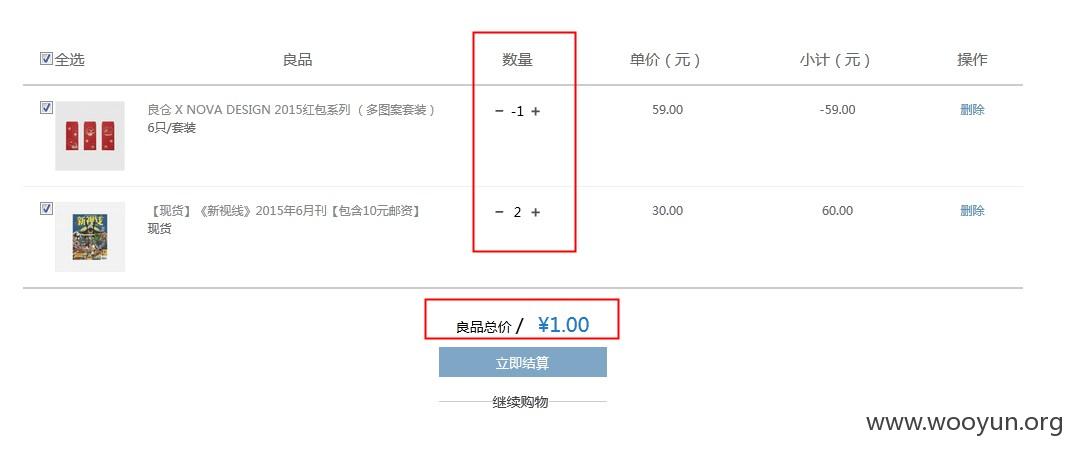 全选 良品 数量 单价（元） 小计（元） 操作
良仓 X NOVA DESIGN 2015红包系列 （多图案套装） - -1 + 59.00 -59.00 删除
6只/套装
【现货】《新视线》2015年6月刊【包含10元邮资】 - 2 + 30.00 60.00 删除
现货
新视线
良品总价 / ¥1.00
立即结算
继续购物
www.wooyun.org